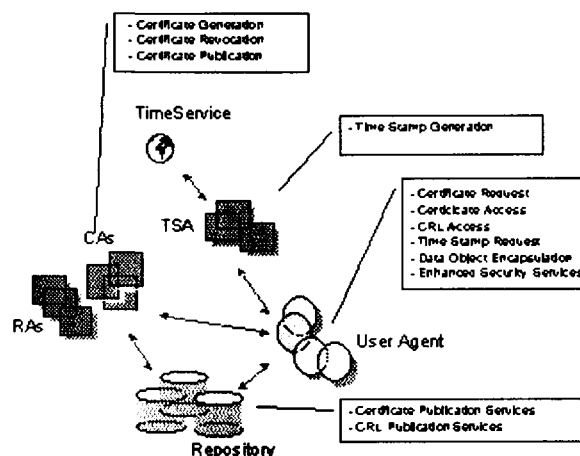 - Certificate Generation
- Certificate Revocation
- Certificate Publication
TimeService
- Time Stamp Generation
TSA
- Certificate Request
- Certcicate Access
- CRL Access
- Time Stamp Request
- Data Object Encapsulation
- Enhanced Security Services
CAs
RAs
User Agent
- Certificate Publication Services
- CRL Publication Services
Repository